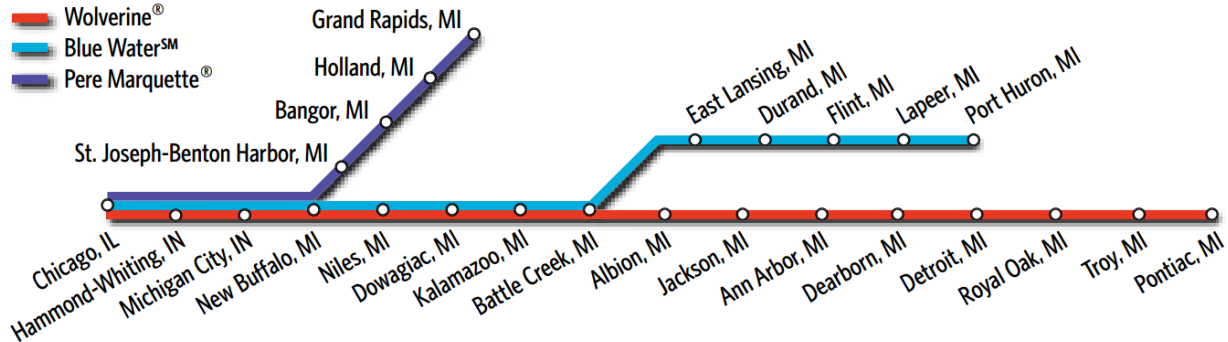 Wolverine®
Blue Water℠
Pere Marquette®
Grand Rapids, MI
Holland, MI
Bangor, MI
St. Joseph-Benton Harbor, MI
East Lansing, MI
Durand, MI
Flint, MI
Lapeer, MI
Port Huron, MI
Chicago, IL
Hammond-Whiting, IN
Michigan City, IN
New Buffalo, MI
Niles, MI
Dowagiac, MI
Kalamazoo, MI
Battle Creek, MI
Albion, MI
Jackson, MI
Ann Arbor, MI
Dearborn, MI
Detroit, MI
Royal Oak, MI
Troy, MI
Pontiac, MI